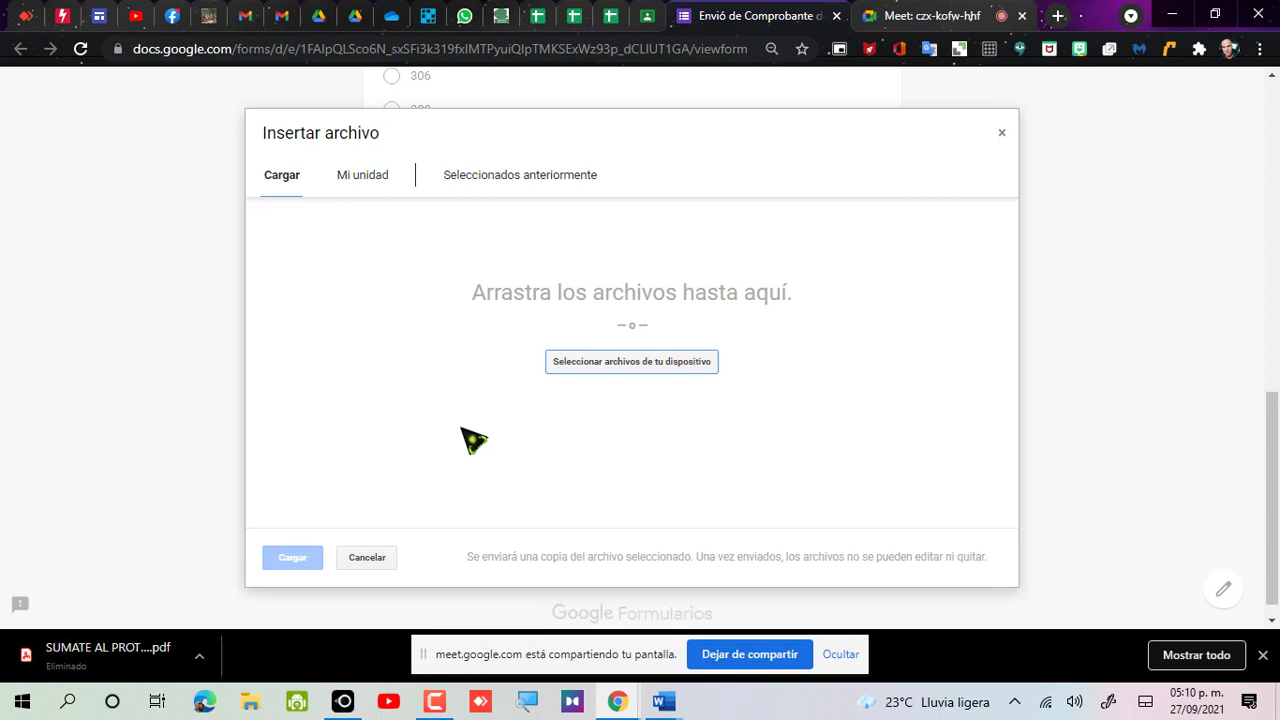 Envió de Comprobante d
Meet: czx-kofw-hjf
docs.google.com/forms/d/e/1FAIpQLSco6N_sxSFi3k319fxIMTPyuiQIpTMKSExWz93p_dCLIUT1GA/viewform
306
Insertar archivo
Cargar
Mi unidad
Seleccionados anteriormente
Arrastra los archivos hasta aquí.
— o —
Seleccionar archivos de tu dispositivo
Cargar
Cancelar
Se enviará una copia del archivo seleccionado. Una vez enviados, los archivos no se pueden editar ni quitar.
Google Formularios
SUMATE AL PROT....pdf
Eliminado
meet.google.com está compartiendo tu pantalla.
Dejar de compartir
Ocultar
Mostrar todo
23°C Lluvia ligera
05:10 p. m.
27/09/2021